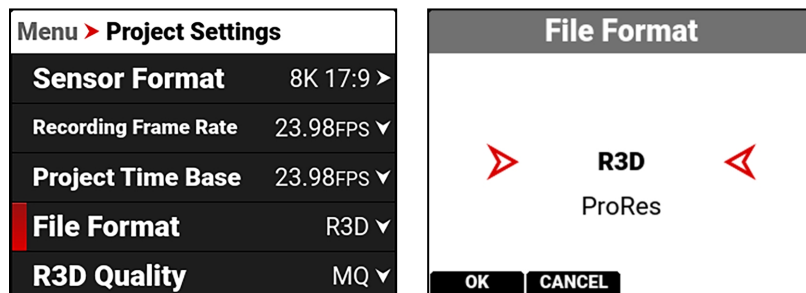 Menu > Project Settings
Sensor Format 8K 17:9 >
Recording Frame Rate 23.98FPS
Project Time Base 23.98FPS
File Format R3D
R3D Quality MQ
File Format
R3D
ProRes
OK CANCEL